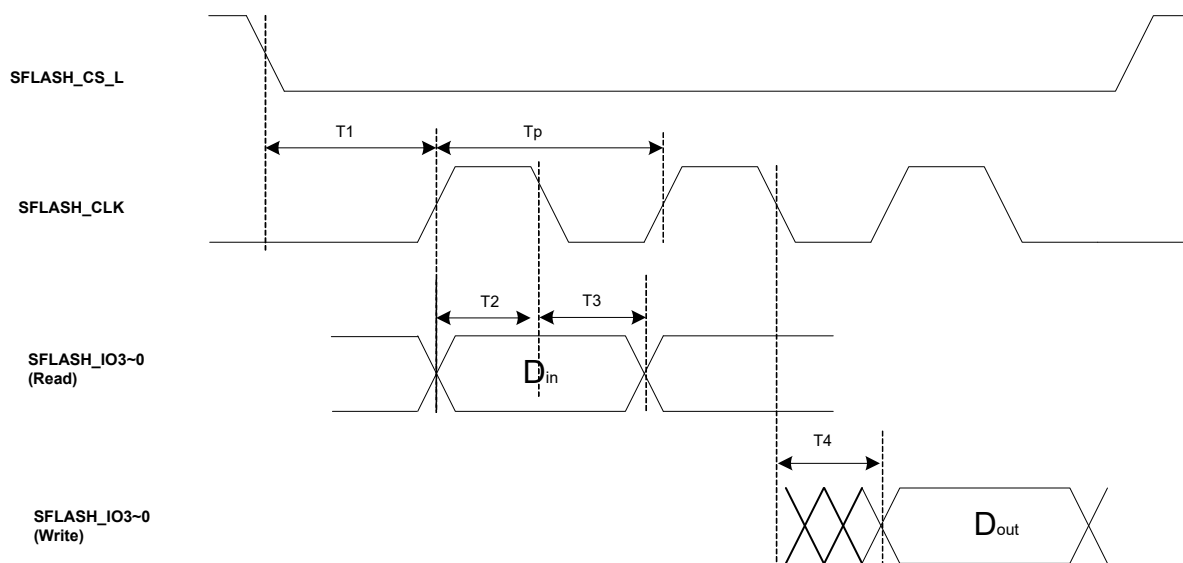 SFLASH_CS_L
T1
Tp
SFLASH_CLK
T2
T3
SFLASH_IO3~0
(Read)
Din
T4
SFLASH_IO3~0
(Write)
Dout